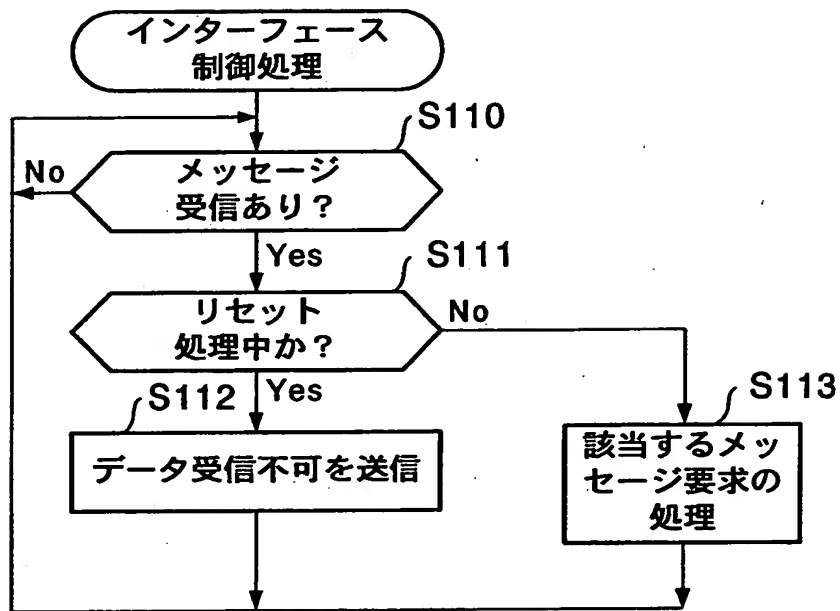 インターフェース
制御処理
S110
No
メッセージ
受信あり？
Yes
S111
リセット
処理中か？
No
Yes
S112
S113
データ受信不可を送信
該当するメッ
セージ要求の
処理